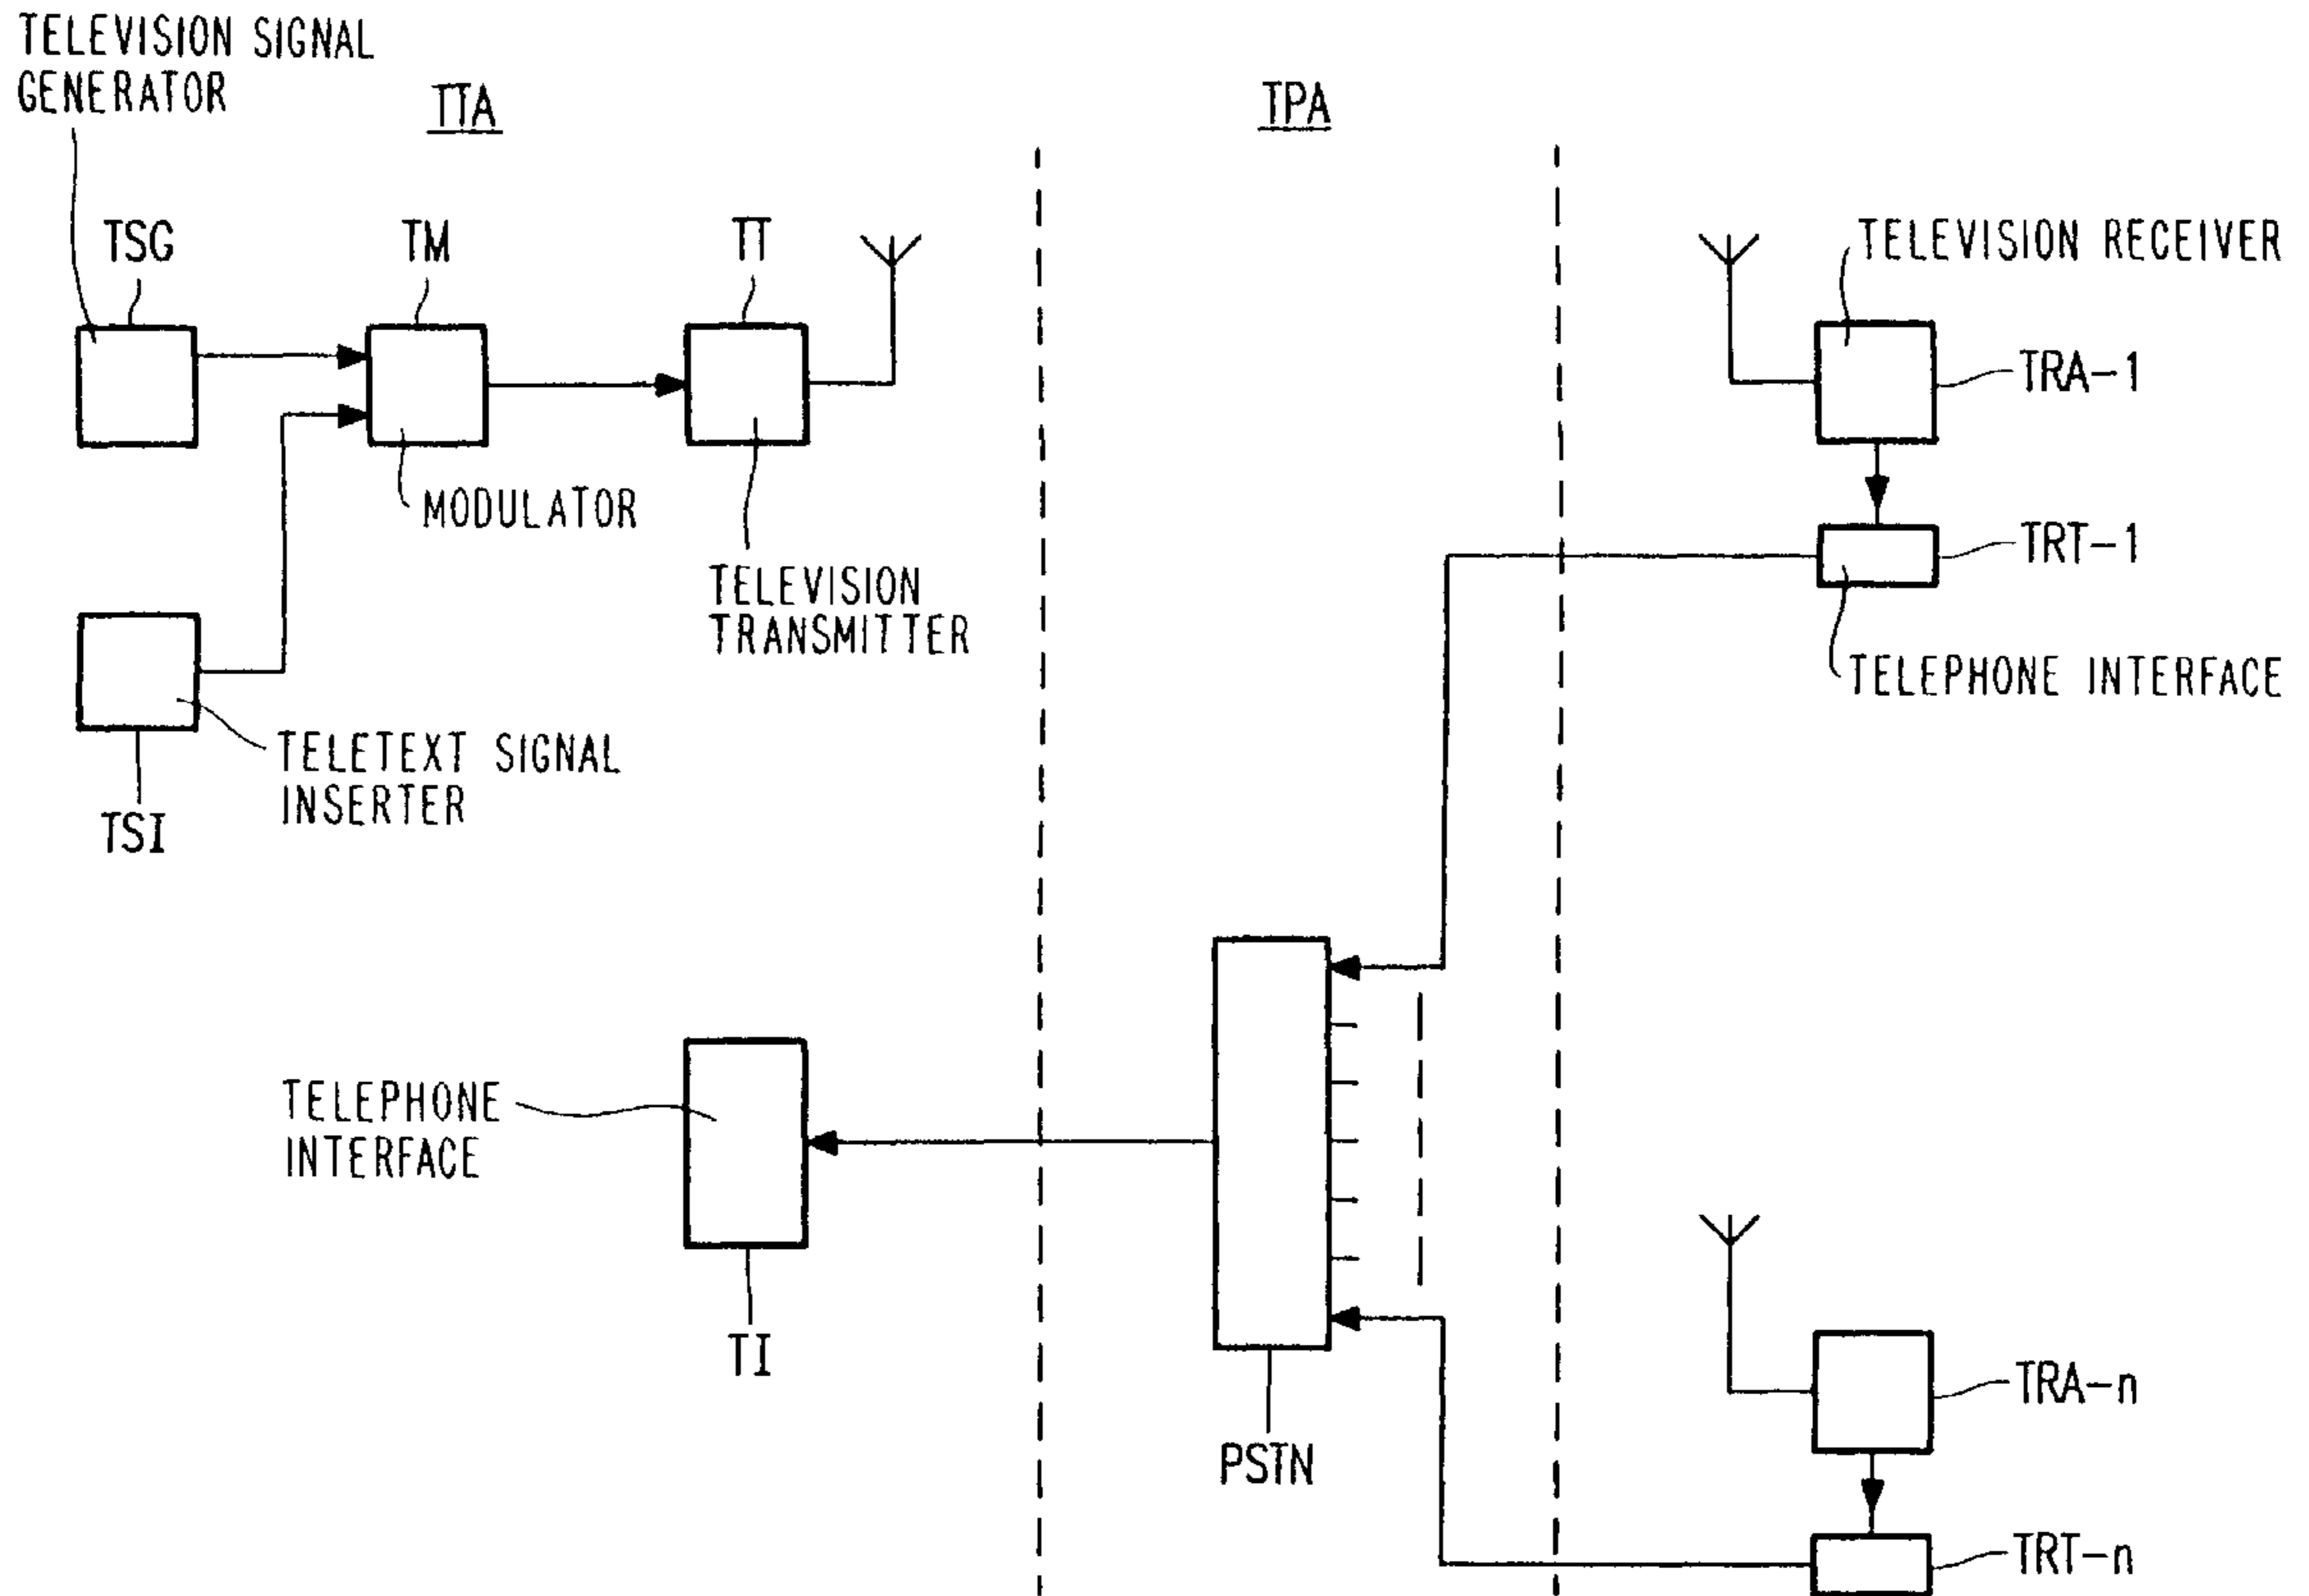 TELEVISION SIGNAL
GENERATOR
TTA
TPA
TSG
TM
TT
TELEVISION RECEIVER
TRA-1
MODULATOR
TRT-1
TELEVISION
TRANSMITTER
TELEPHONE INTERFACE
TELETEXT SIGNAL
INSERTER
TSI
TELEPHONE
INTERFACE
TI
PSTN
TRA-n
TRT-n